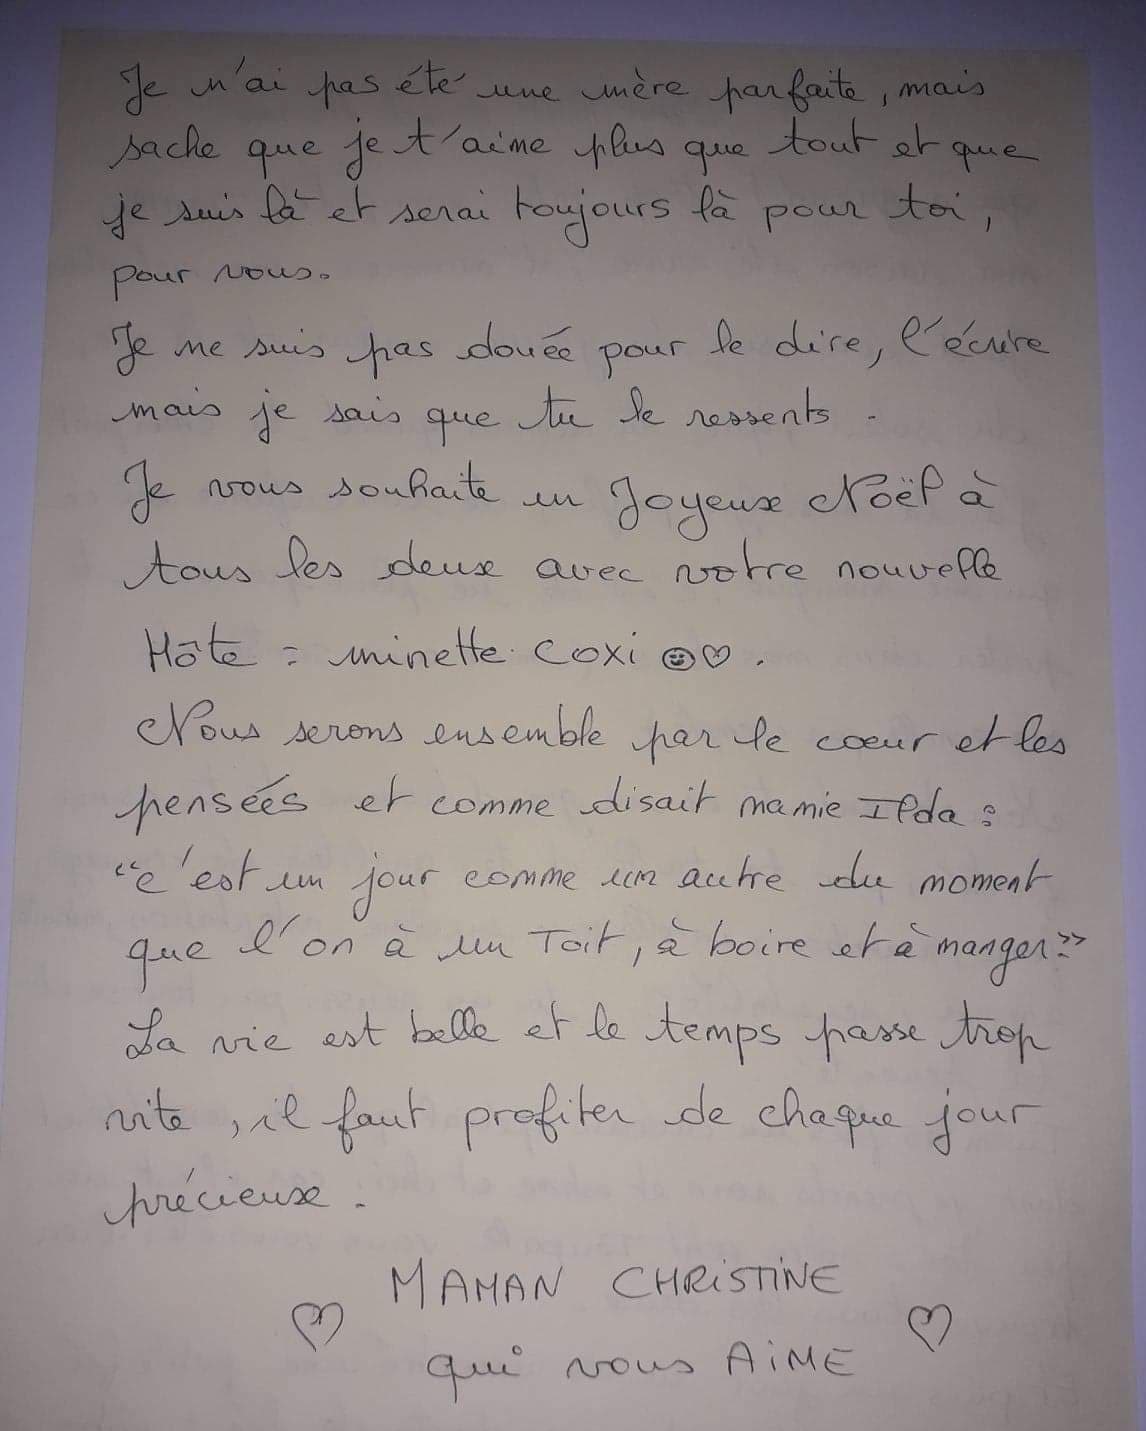 Je n'ai pas été une mère parfaite, mais
sache que je t'aime plus que tout et que
je suis là et serai toujours là pour toi,
pour vous.
Je ne suis pas douée pour le dire, l'écrire
mais je sais que tu le ressents.
Je vous souhaite un Joyeux Noël à
tous les deux avec votre nouvelle
Hôte : minette Coxi ☺♡.
Nous serons ensemble par le cœur et les
pensées et comme disait mamie Ilda :
"c'est un jour comme un autre du moment
que l'on à un Toit, à boire et à manger."
La vie est belle et le temps passe trop
vite, il faut profiter de chaque jour
précieux.
MAMAN CHRISTINE
♡ qui vous AIME ♡